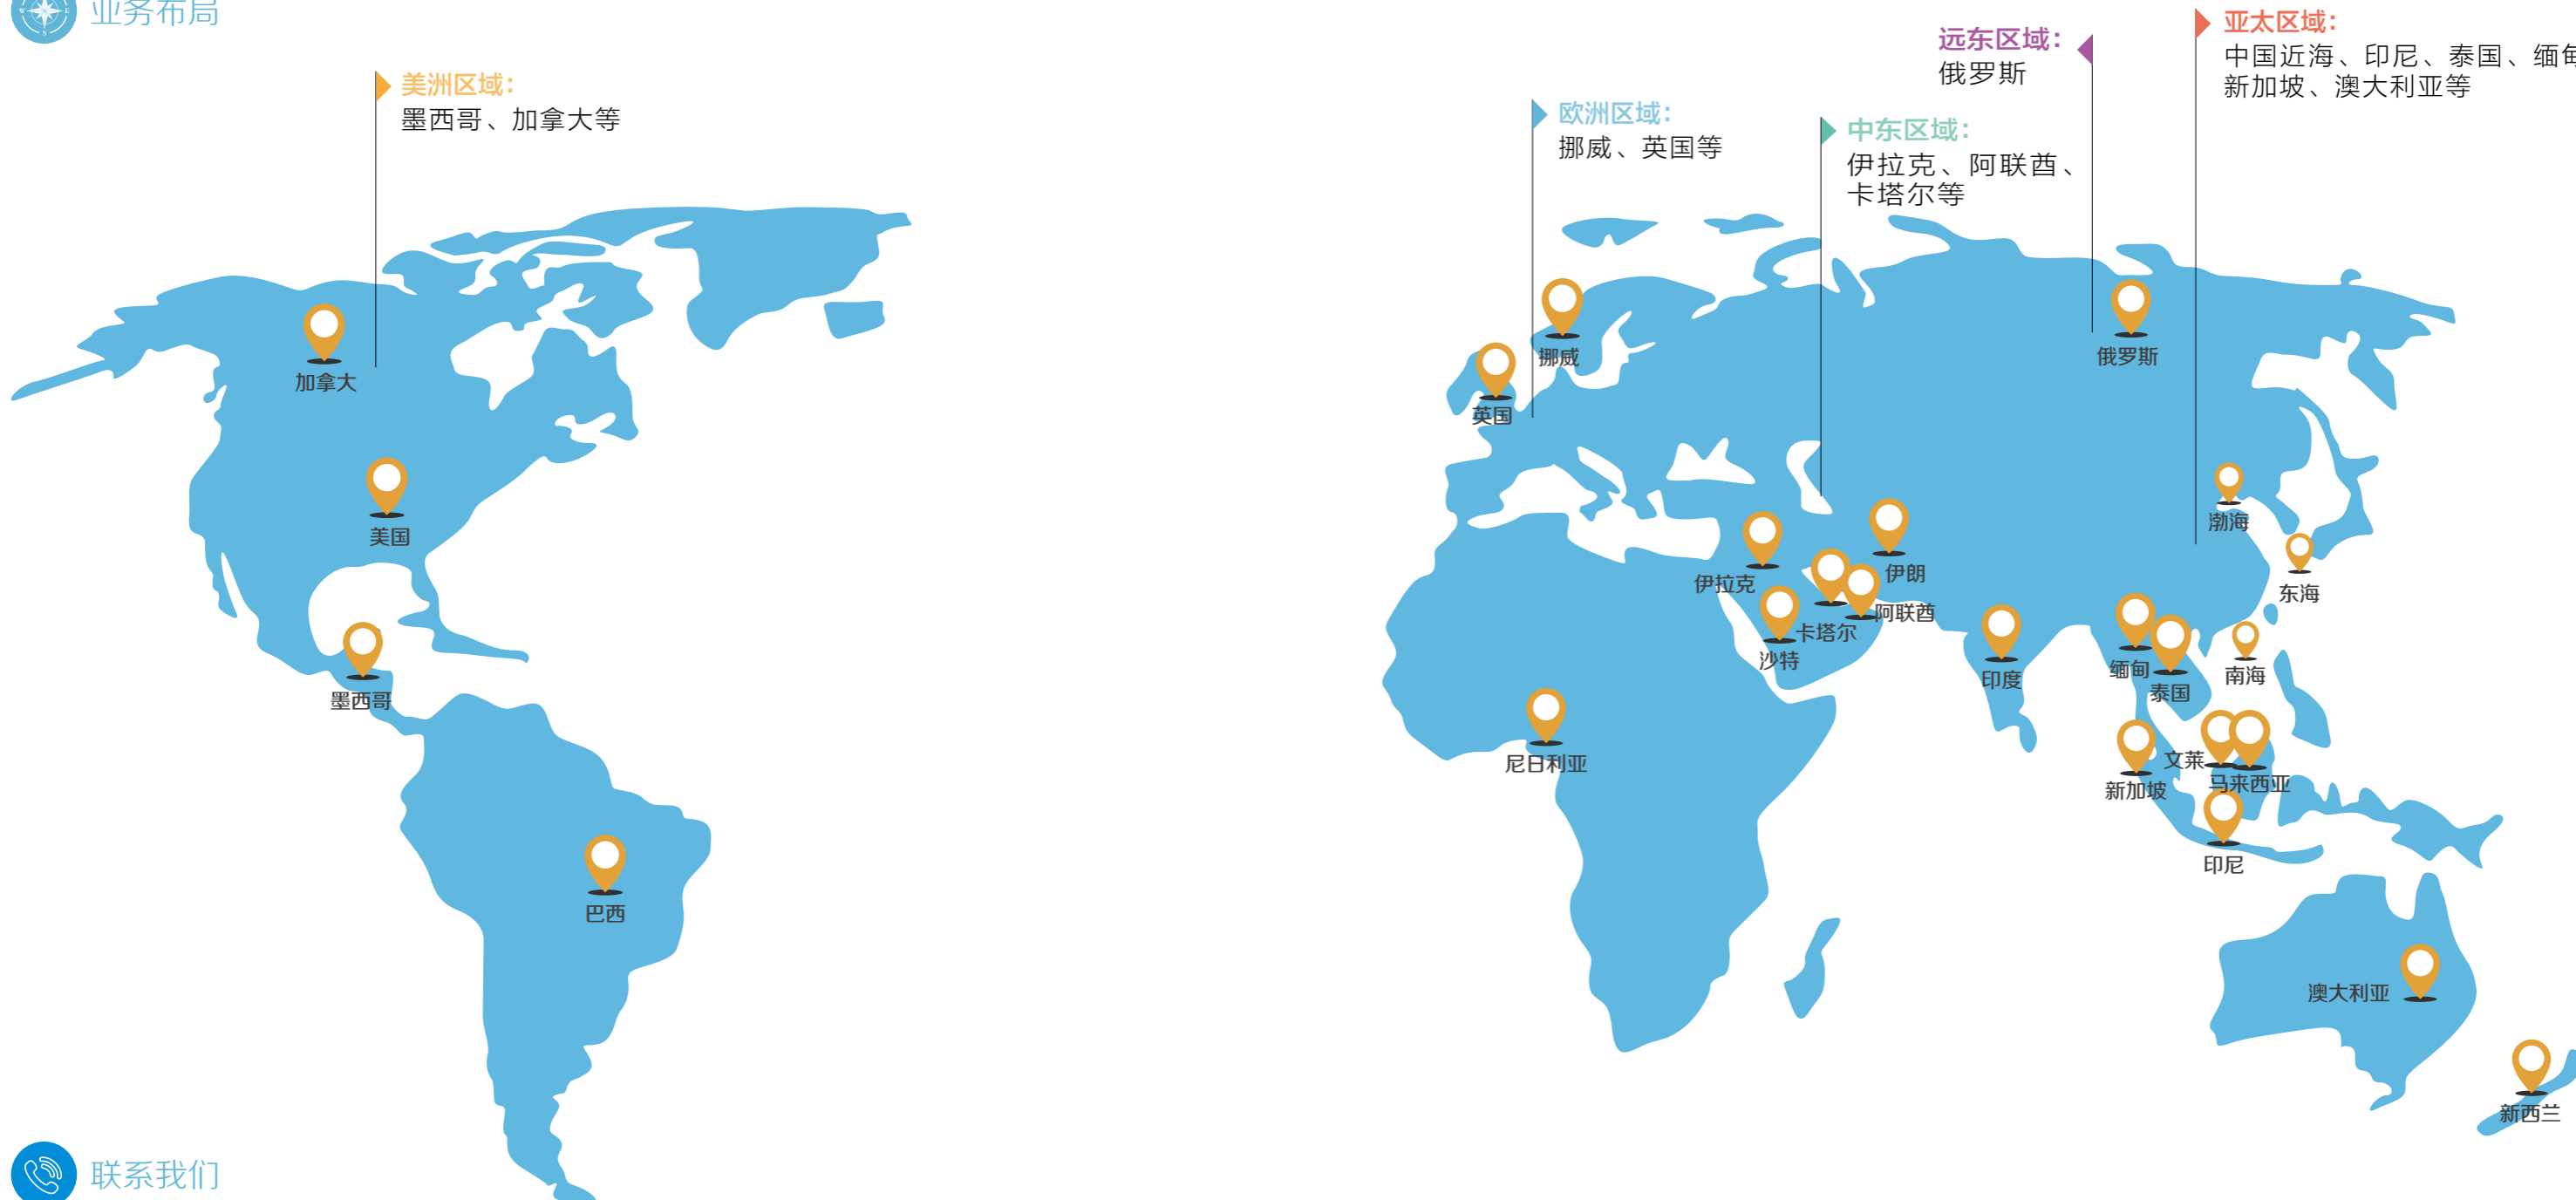 业务布局
美洲区域：
墨西哥、加拿大等
欧洲区域：
挪威、英国等
中东区域：
伊拉克、阿联酋、
卡塔尔等
远东区域：
俄罗斯
亚太区域：
中国近海、印尼、泰国、缅甸
新加坡、澳大利亚等
加拿大
美国
墨西哥
巴西
挪威
英国
俄罗斯
渤海
东海
伊拉克
伊朗
阿联酋
卡塔尔
沙特
印度
缅甸
泰国
南海
尼日利亚
文莱
马来西亚
新加坡
印尼
澳大利亚
新西兰
联系我们
W
E
S